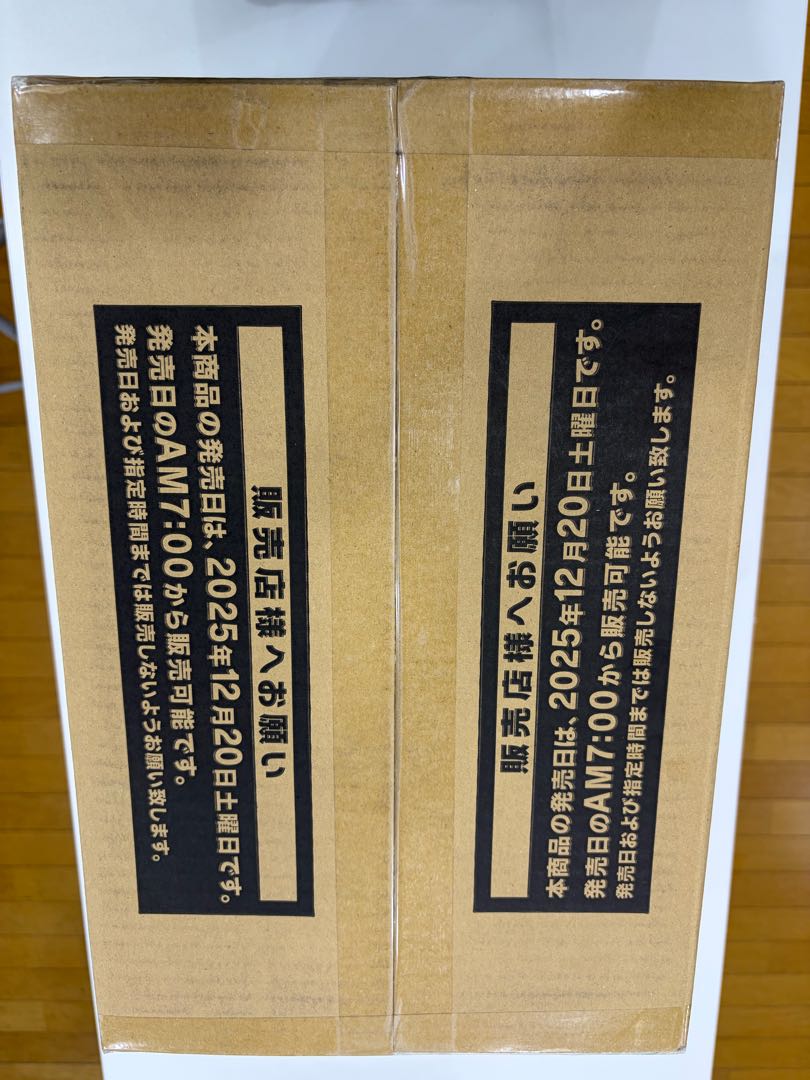 販売店様へお願い
本商品の発売日は、2025年12月20日土曜日です。
発売日のAM7:00から販売可能です。
発売日および指定時間までは販売しないようお願い致します。
販売店様へお願い
本商品の発売日は、2025年12月20日土曜日です。
発売日のAM7:00から販売可能です。
発売日および指定時間までは販売しないようお願い致します。